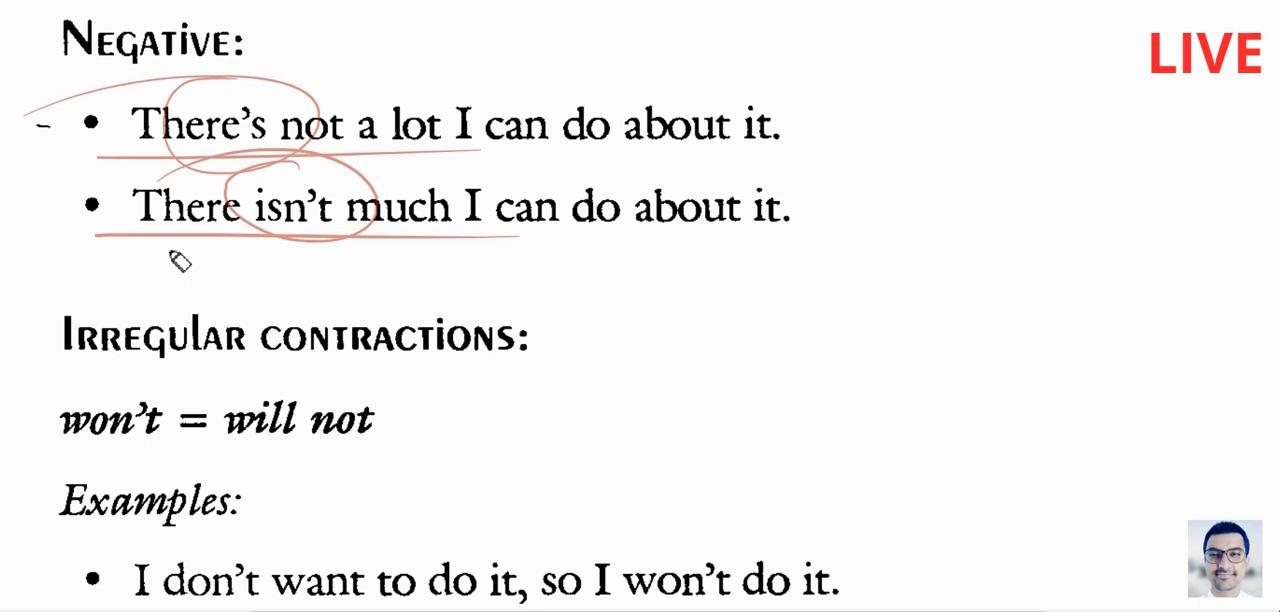 Negative:
LIVE
- • There's not a lot I can do about it.
• There isn't much I can do about it.
Irregular contractions:
won't = will not
Examples:
• I don't want to do it, so I won't do it.